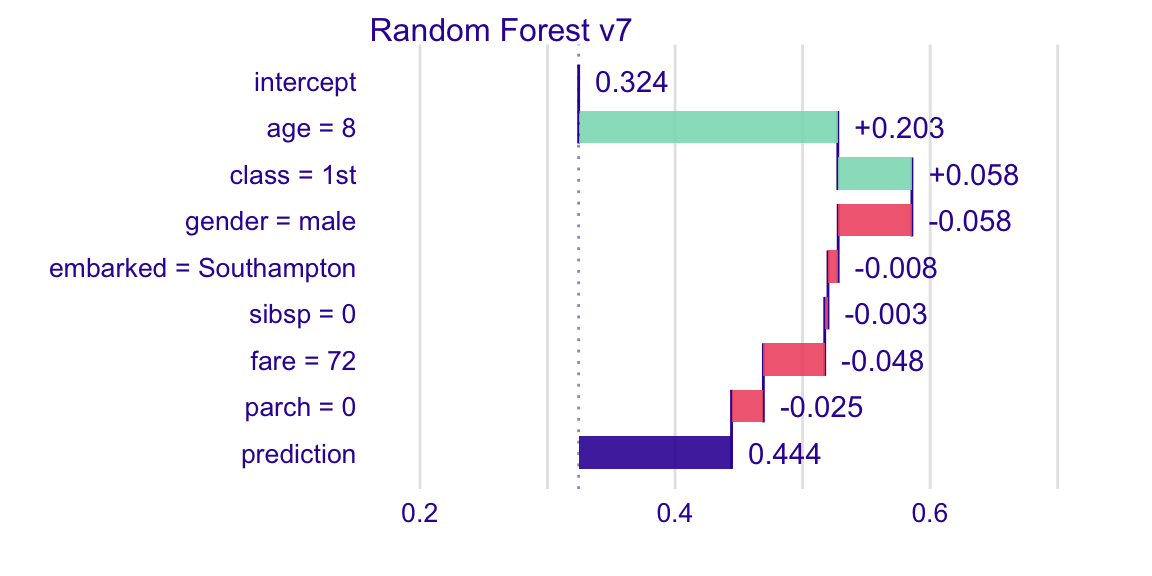 Random Forest v7
intercept 0.324
age = 8 +0.203
class = 1st +0.058
gender = male -0.058
embarked = Southampton -0.008
sibsp = 0 -0.003
fare = 72 -0.048
parch = 0 -0.025
prediction 0.444
0.2 0.4 0.6